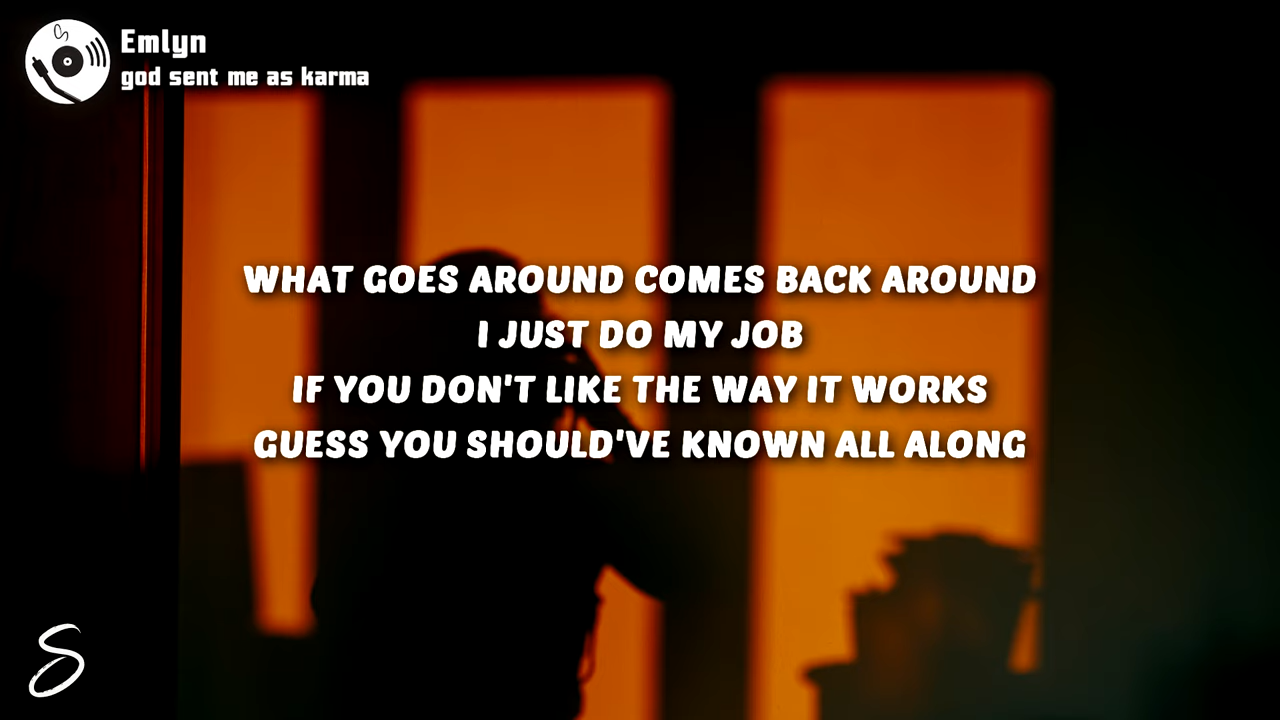 Emlyn
god sent me as karma
WHAT GOES AROUND COMES BACK AROUND
I JUST DO MY JOB
IF YOU DON'T LIKE THE WAY IT WORKS
GUESS YOU SHOULD'VE KNOWN ALL ALONG
S